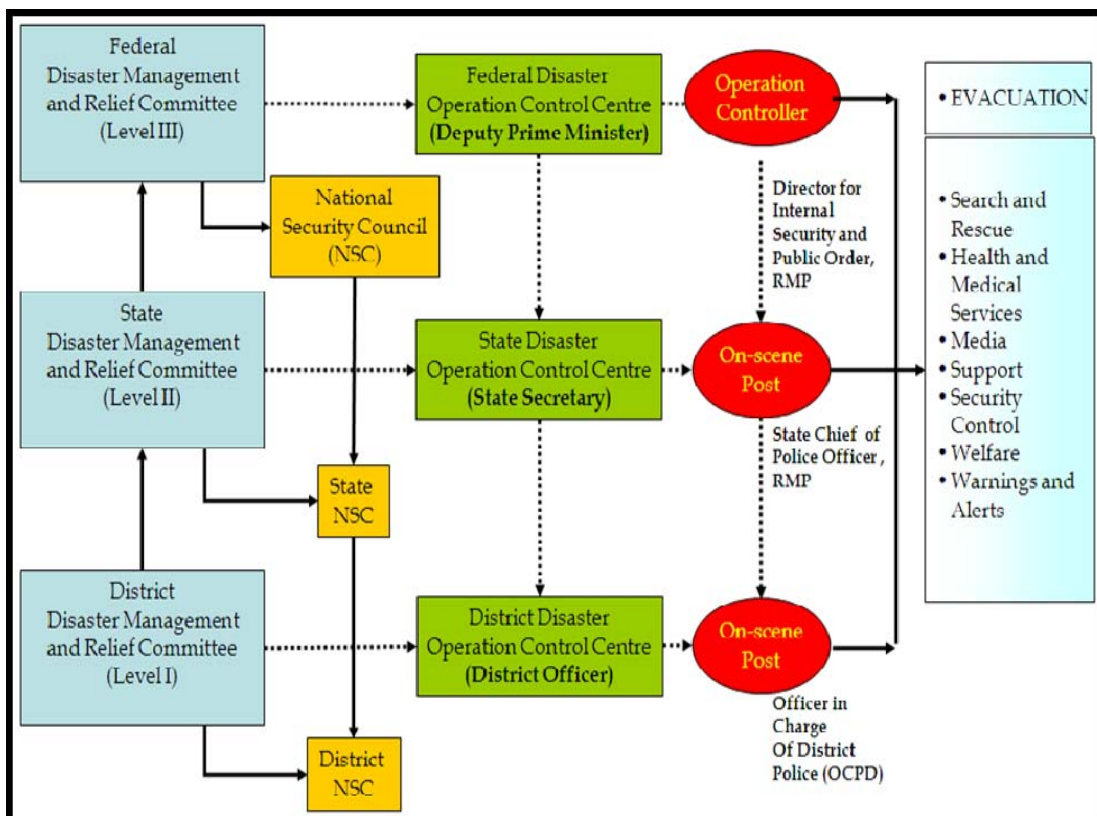 Federal
Disaster Management
and Relief Committee
(Level III)
Federal Disaster
Operation Control Centre
(Deputy Prime Minister)
Operation
Controller
• EVACUATION
National
Security Council
(NSC)
Director for
Internal
Security and
Public Order,
RMP
• Search and
Rescue
• Health and
Medical
Services
• Media
• Support
• Security
Control
• Welfare
• Warnings and
Alerts
State
Disaster Management
and Relief Committee
(Level II)
State Disaster
Operation Control Centre
(State Secretary)
On-scene
Post
State Chief of
Police Officer ,
RMP
State
NSC
District
Disaster Management
and Relief Committee
(Level I)
District Disaster
Operation Control Centre
(District Officer)
On-scene
Post
Officer in
Charge
Of District
Police (OCPD)
District
NSC